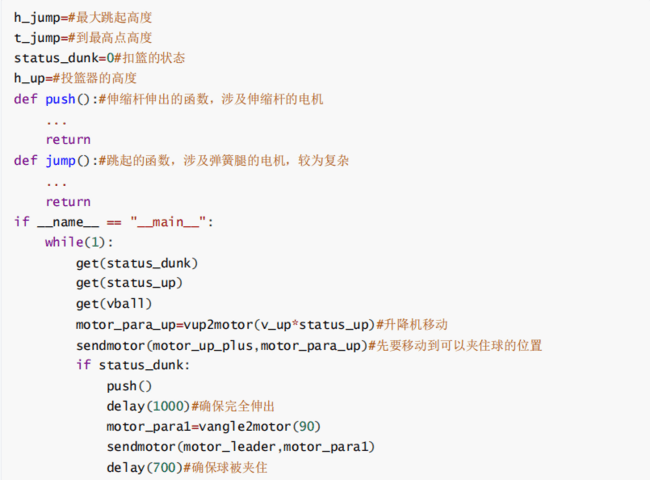 h_jump=#最大跳起高度
t_jump=#到最高点高度
status_dunk=0#扣篮的状态
h_up=#投篮器的高度
def push():#伸缩杆伸出的函数，涉及伸缩杆的电机
    ...
    return
def jump():#跳起的函数，涉及弹簧腿的电机，较为复杂
    ...
    return
if __name__ == "__main__":
    while(1):
        get(status_dunk)
        get(status_up)
        get(vball)
        motor_para_up=vup2motor(v_up*status_up)#升降机移动
        sendmotor(motor_up_plus,motor_para_up)#先要移动到可以夹住球的位置
        if status_dunk:
            push()
            delay(1000)#确保完全伸出
            motor_para1=vangle2motor(90)
            sendmotor(motor_leader,motor_para1)
            delay(700)#确保球被夹住